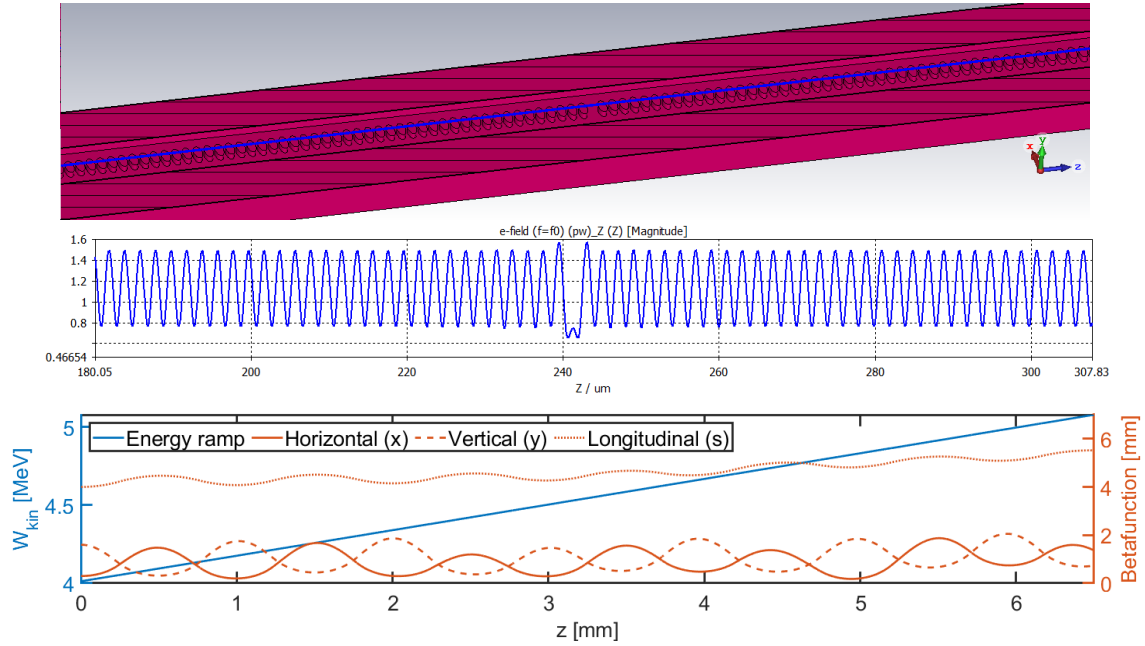 x
y
z
e-field (f=f0) (pw)_Z (Z) [Magnitude]
1.6
1.4
1.2
1
0.8
0.46654
180.05
200
220
240
260
280
300
307.83
Z / um
Energy ramp
Horizontal (x)
Vertical (y)
Longitudinal (s)
5
4.5
4
W_kin [MeV]
6
4
2
0
Betafunction [mm]
0
1
2
3
4
5
6
z [mm]